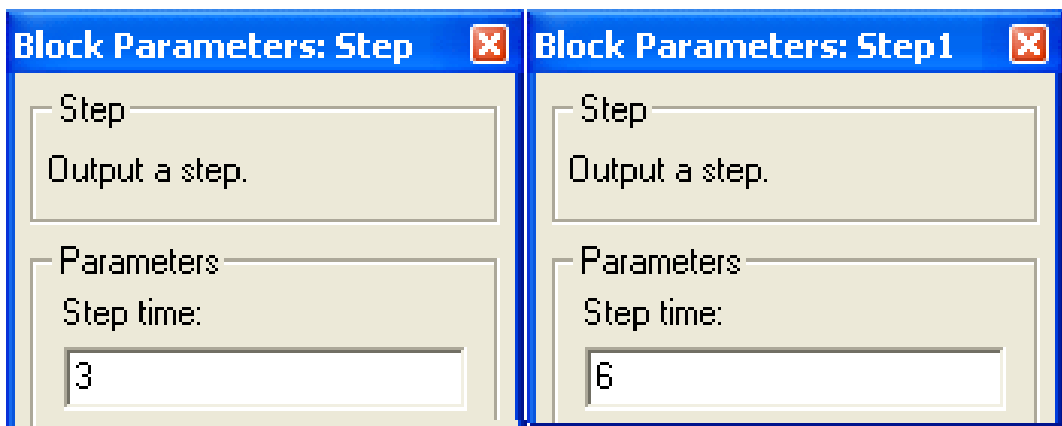 Block Parameters: Step
Step
Output a step.
Parameters
Step time:
3
Block Parameters: Step1
Step
Output a step.
Parameters
Step time:
6